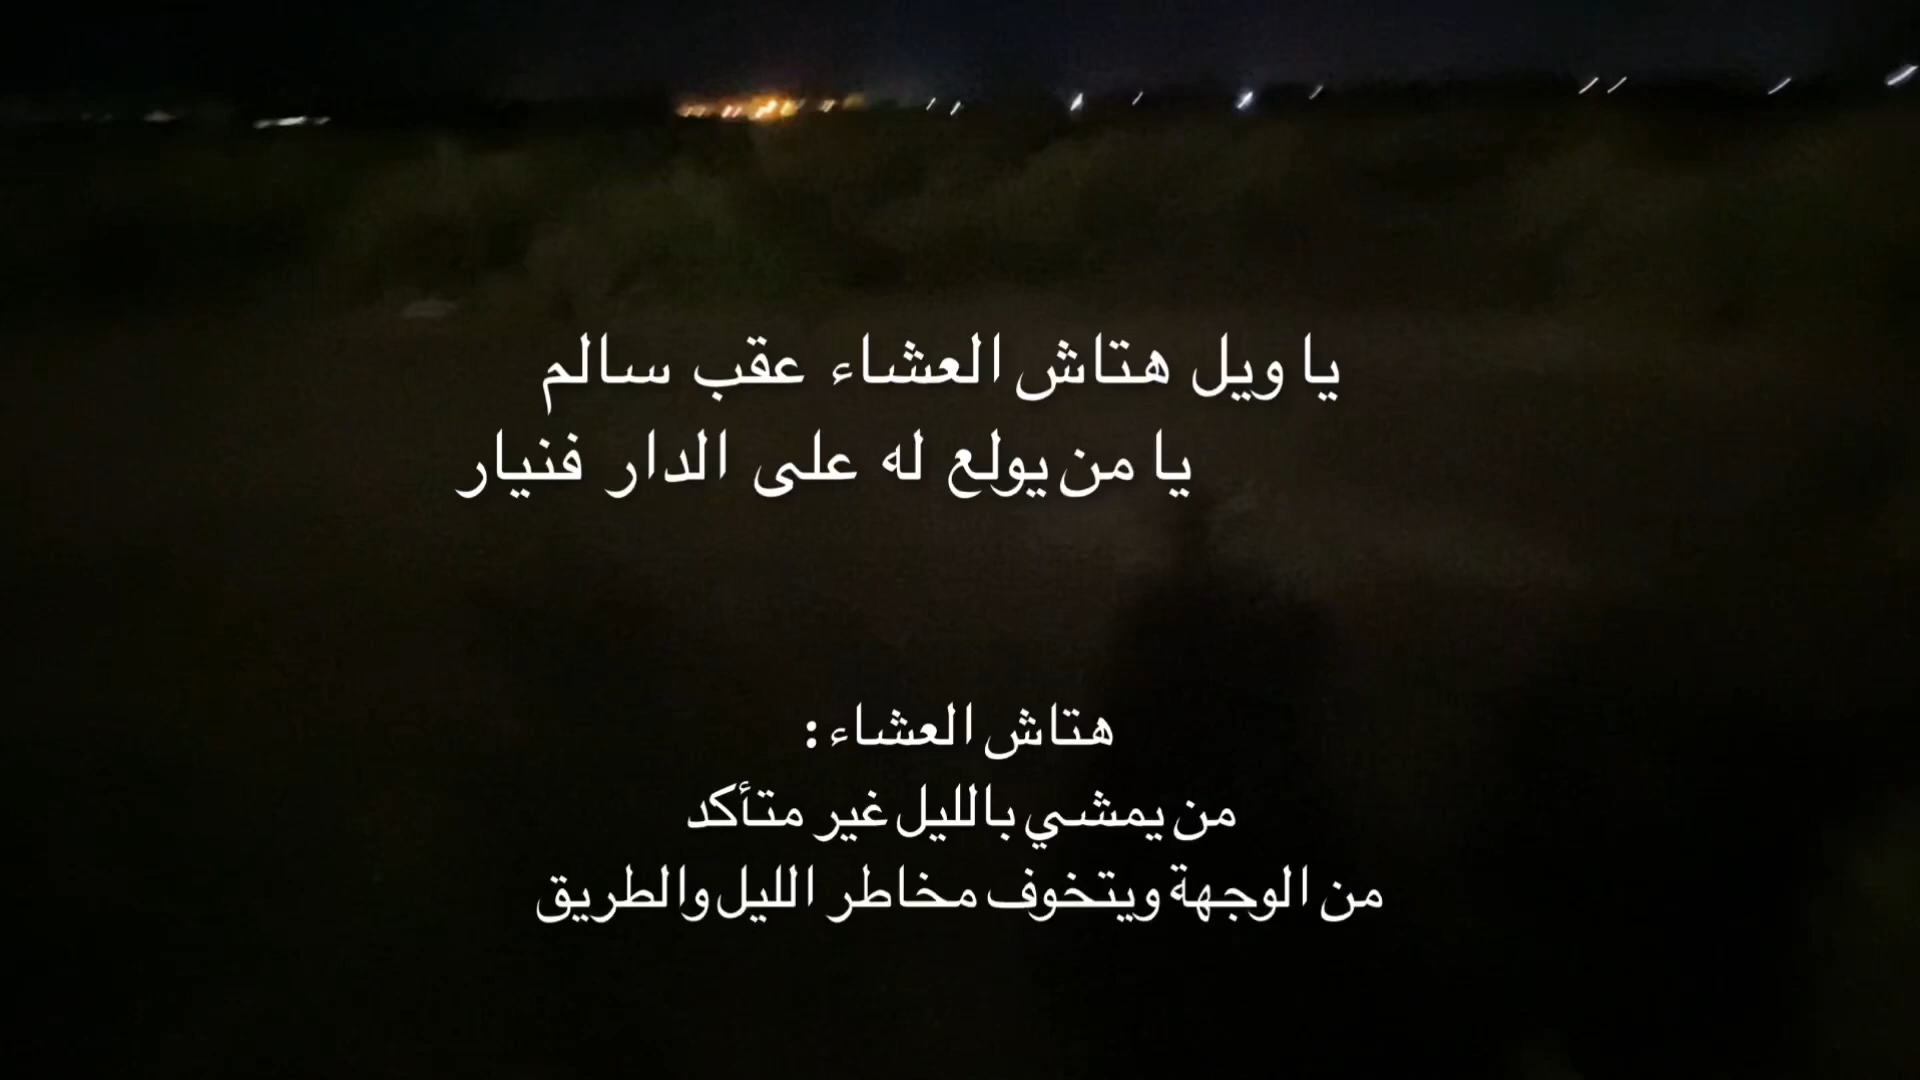 يا ويل هتاش العشاء عقب سالم
يا من يولع له على الدار فنيار
هتاش العشاء:
من يمشي بالليل غير متأكد
من الوجهة ويتخوف مخاطر الليل والطريق